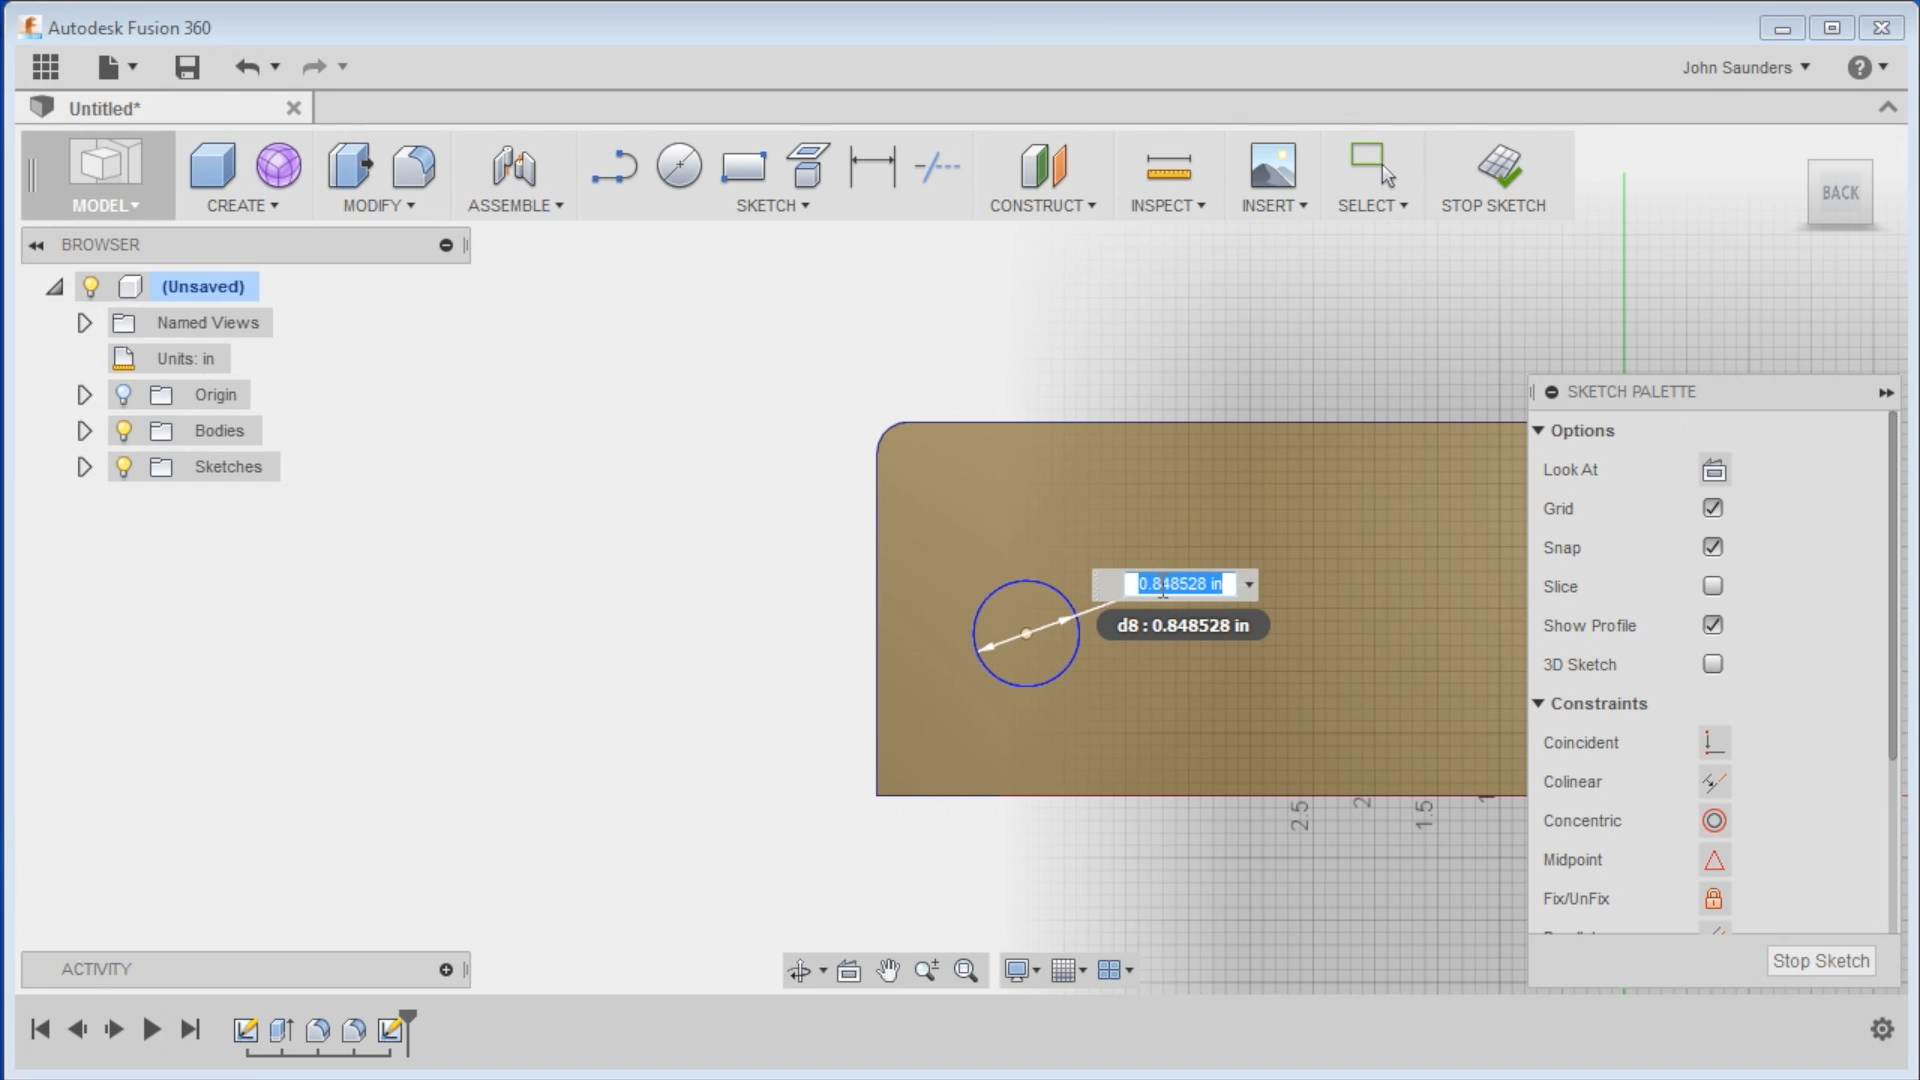 Autodesk Fusion 360
John Saunders
Untitled*
MODEL
CREATE
MODIFY
ASSEMBLE
SKETCH
CONSTRUCT
INSPECT
INSERT
SELECT
STOP SKETCH
BACK
BROWSER
(Unsaved)
Named Views
Units: in
Origin
Bodies
Sketches
0.848528 in
d8 : 0.848528 in
2.5
2
1.5
SKETCH PALETTE
Options
Look At
Grid
Snap
Slice
Show Profile
3D Sketch
Constraints
Coincident
Colinear
Concentric
Midpoint
Fix/UnFix
Stop Sketch
ACTIVITY